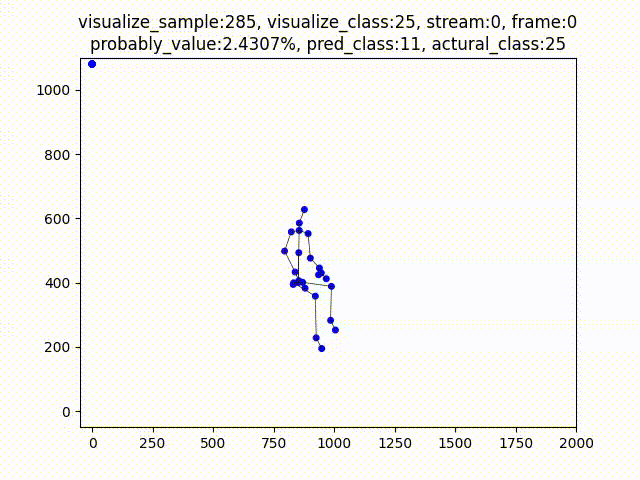 visualize_sample:285, visualize_class:25, stream:0, frame:0
probably_value:2.4307%, pred_class:11, actural_class:25
1000
800
600
400
200
0
0 250 500 750 1000 1250 1500 1750 2000